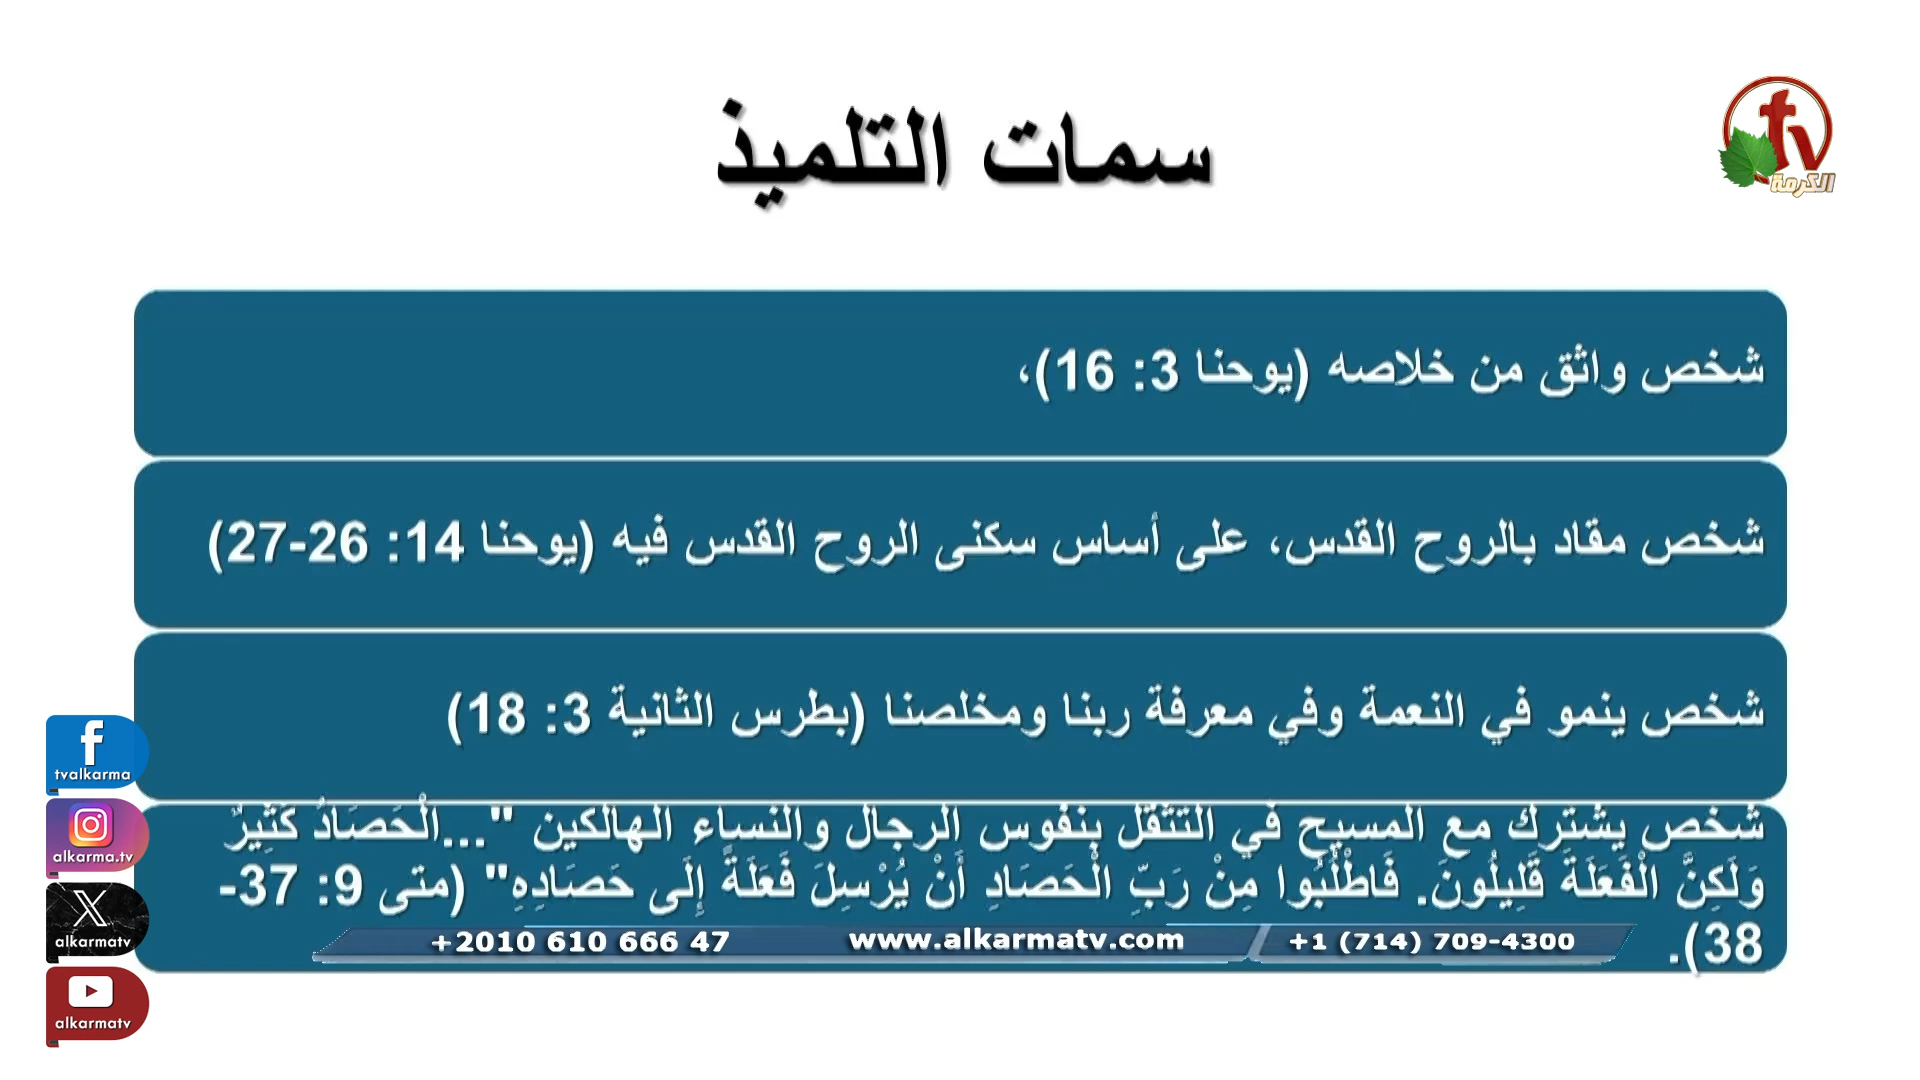 سمات التلميذ
tv
الكرمة
شخص واثق من خلاصه (يوحنا 3: 16)،
شخص مقاد بالروح القدس، على أساس سكنى الروح القدس فيه (يوحنا 14: 26-27)
شخص ينمو في النعمة وفي معرفة ربنا ومخلصنا (بطرس الثانية 3: 18)
شخص يشترك مع المسيح في التثقل بنفوس الرجال والنساء الهالكين "...الْحَصَادُ كَثِيرٌ
وَلَكِنَّ الْفَعَلَةَ قَلِيلُونَ. فَاطْلُبُوا مِنْ رَبِّ الْحَصَادِ أَنْ يُرْسِلَ فَعَلَةً إِلَى حَصَادِهِ" (متى 9: 37-
38).
tvalkarma
alkarma.tv
alkarmatv
alkarmatv
+2010 610 666 47
www.alkarmatv.com
+1 (714) 709-4300